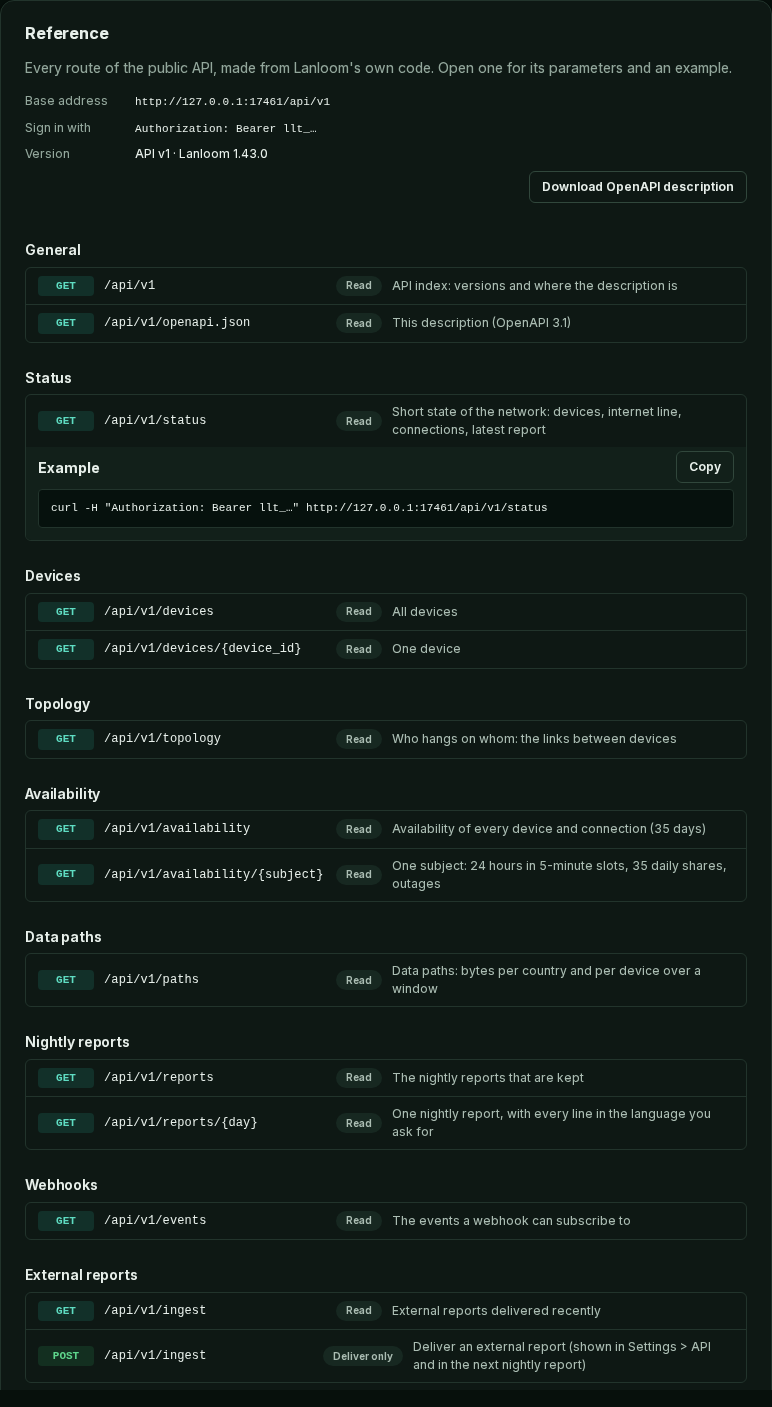 Reference
Every route of the public API, made from Lanloom's own code. Open one for its parameters and an example.
Base address http://127.0.0.1:17461/api/v1
Sign in with Authorization: Bearer llt_…
Version API v1 · Lanloom 1.43.0
Download OpenAPI description
General
GET /api/v1 Read API index: versions and where the description is
GET /api/v1/openapi.json Read This description (OpenAPI 3.1)
Status
GET /api/v1/status Read Short state of the network: devices, internet line,
connections, latest report
Example Copy
curl -H "Authorization: Bearer llt_…" http://127.0.0.1:17461/api/v1/status
Devices
GET /api/v1/devices Read All devices
GET /api/v1/devices/{device_id} Read One device
Topology
GET /api/v1/topology Read Who hangs on whom: the links between devices
Availability
GET /api/v1/availability Read Availability of every device and connection (35 days)
GET /api/v1/availability/{subject} Read One subject: 24 hours in 5-minute slots, 35 daily shares,
outages
Data paths
GET /api/v1/paths Read Data paths: bytes per country and per device over a
window
Nightly reports
GET /api/v1/reports Read The nightly reports that are kept
GET /api/v1/reports/{day} Read One nightly report, with every line in the language you
ask for
Webhooks
GET /api/v1/events Read The events a webhook can subscribe to
External reports
GET /api/v1/ingest Read External reports delivered recently
POST /api/v1/ingest Deliver only Deliver an external report (shown in Settings > API
and in the next nightly report)